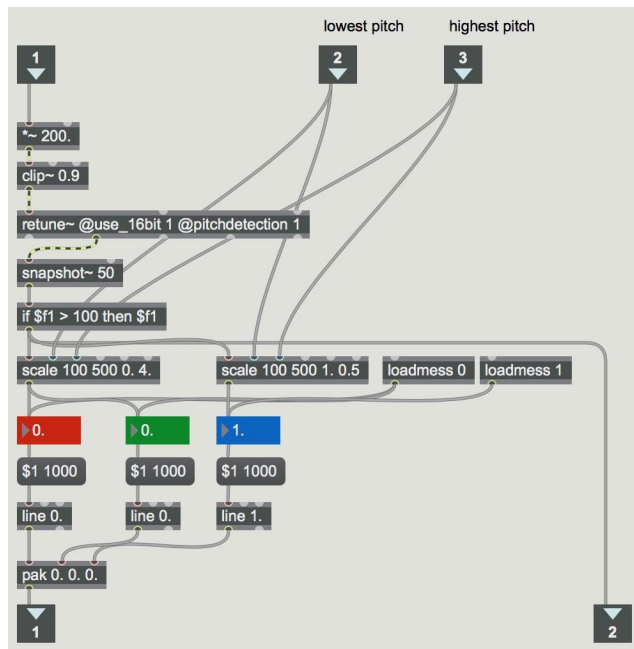 lowest pitch
highest pitch
1
2
3
*~ 200.
clip~ 0.9
retune~ @use_16bit 1 @pitchdetection 1
snapshot~ 50
if $f1 > 100 then $f1
scale 100 500 0. 4.
scale 100 500 1. 0.5
loadmess 0
loadmess 1
0.
0.
1.
$1 1000
$1 1000
$1 1000
line 0.
line 0.
line 1.
pak 0. 0. 0.
1
2